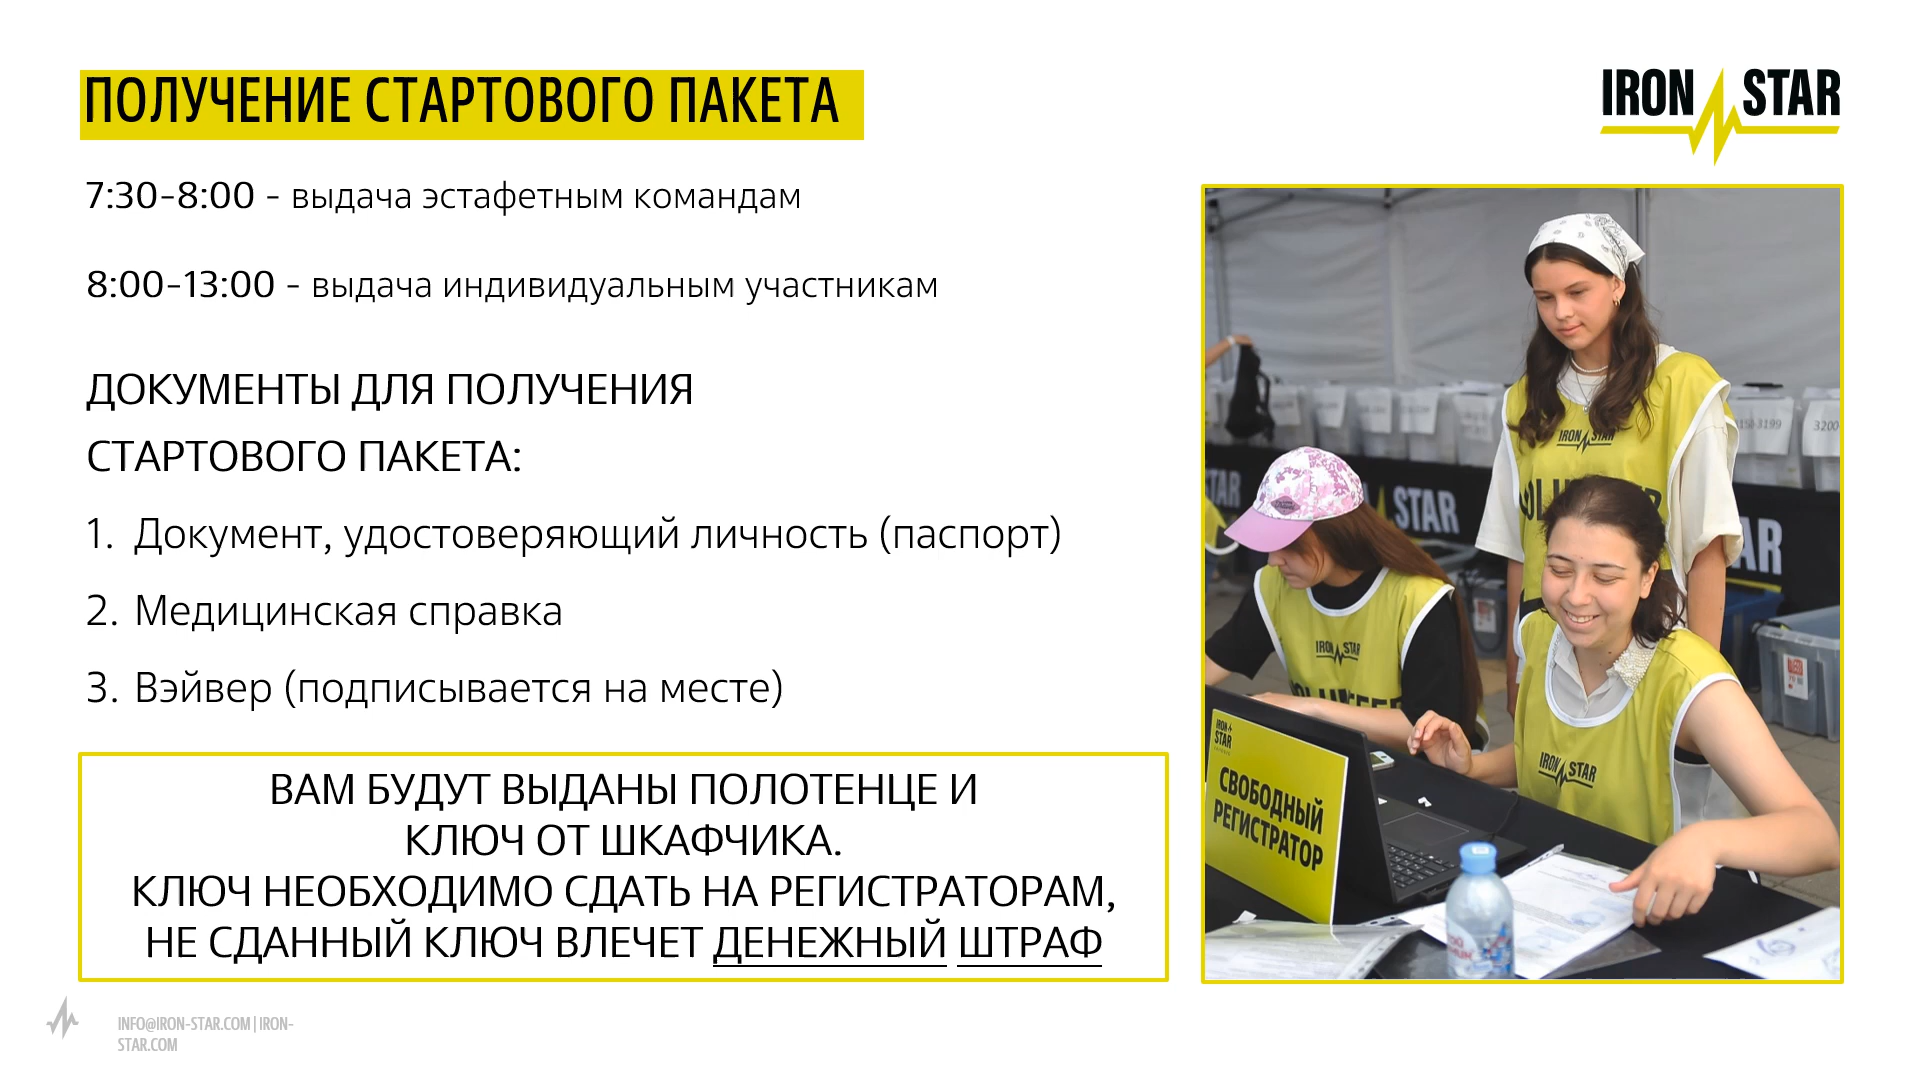 ПОЛУЧЕНИЕ СТАРТОВОГО ПАКЕТА
IRON STAR
7:30-8:00 - выдача эстафетным командам
8:00-13:00 - выдача индивидуальным участникам
ДОКУМЕНТЫ ДЛЯ ПОЛУЧЕНИЯ
СТАРТОВОГО ПАКЕТА:
1. Документ, удостоверяющий личность (паспорт)
2. Медицинская справка
3. Вэйвер (подписывается на месте)
ВАМ БУДУТ ВЫДАНЫ ПОЛОТЕНЦЕ И
КЛЮЧ ОТ ШКАФЧИКА.
КЛЮЧ НЕОБХОДИМО СДАТЬ НА РЕГИСТРАТОРАМ,
НЕ СДАННЫЙ КЛЮЧ ВЛЕЧЕТ ДЕНЕЖНЫЙ ШТРАФ
3200
IRON STAR
STAR
IRON STAR
IRON STAR
IRON STAR
СВОБОДНЫЙ
РЕГИСТРАТОР
INFO@IRON-STAR.COM | IRON-
STAR.COM